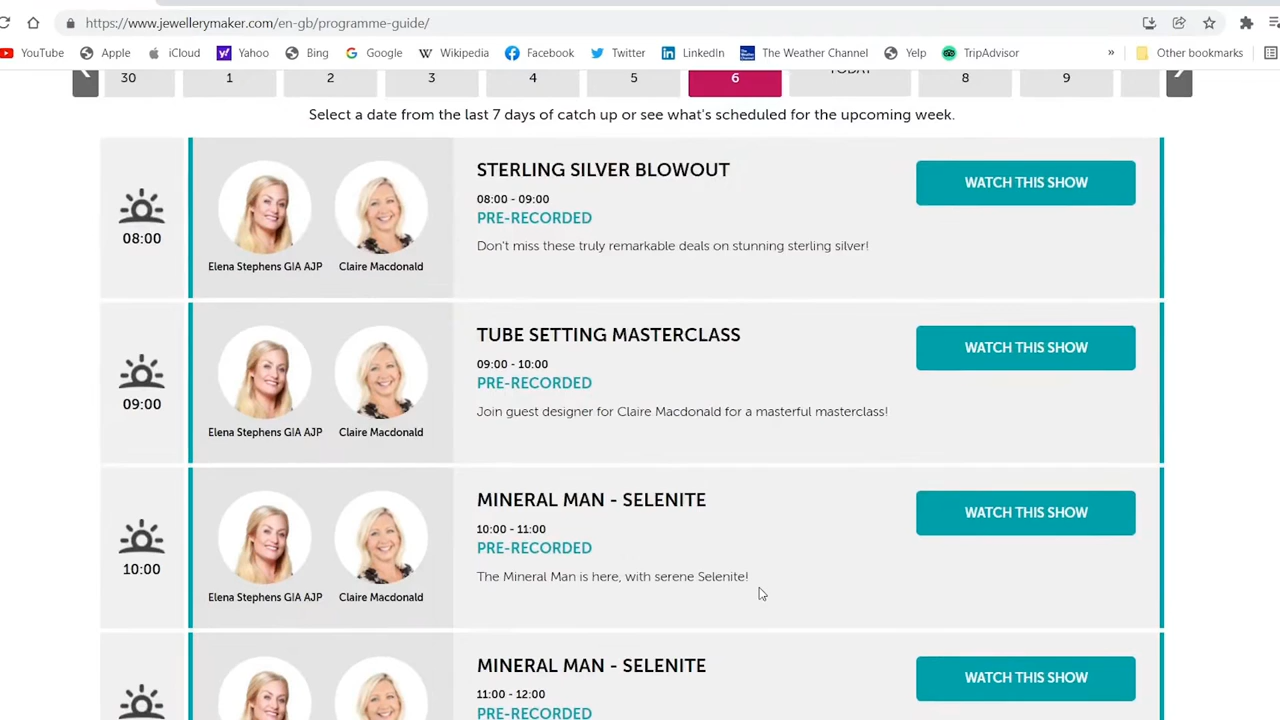 https://www.jewellerymaker.com/en-gb/programme-guide/
YouTube Apple iCloud Yahoo Bing Google Wikipedia Facebook Twitter LinkedIn The Weather Channel Yelp TripAdvisor » Other bookmarks
30 1 2 3 4 5 6 TODAY 8 9
Select a date from the last 7 days of catch up or see what's scheduled for the upcoming week.
08:00
Elena Stephens GIA AJP
Claire Macdonald
STERLING SILVER BLOWOUT
08:00 - 09:00
PRE-RECORDED
Don't miss these truly remarkable deals on stunning sterling silver!
WATCH THIS SHOW
09:00
Elena Stephens GIA AJP
Claire Macdonald
TUBE SETTING MASTERCLASS
09:00 - 10:00
PRE-RECORDED
Join guest designer for Claire Macdonald for a masterful masterclass!
WATCH THIS SHOW
10:00
Elena Stephens GIA AJP
Claire Macdonald
MINERAL MAN - SELENITE
10:00 - 11:00
PRE-RECORDED
The Mineral Man is here, with serene Selenite!
WATCH THIS SHOW
MINERAL MAN - SELENITE
11:00 - 12:00
PRE-RECORDED
WATCH THIS SHOW